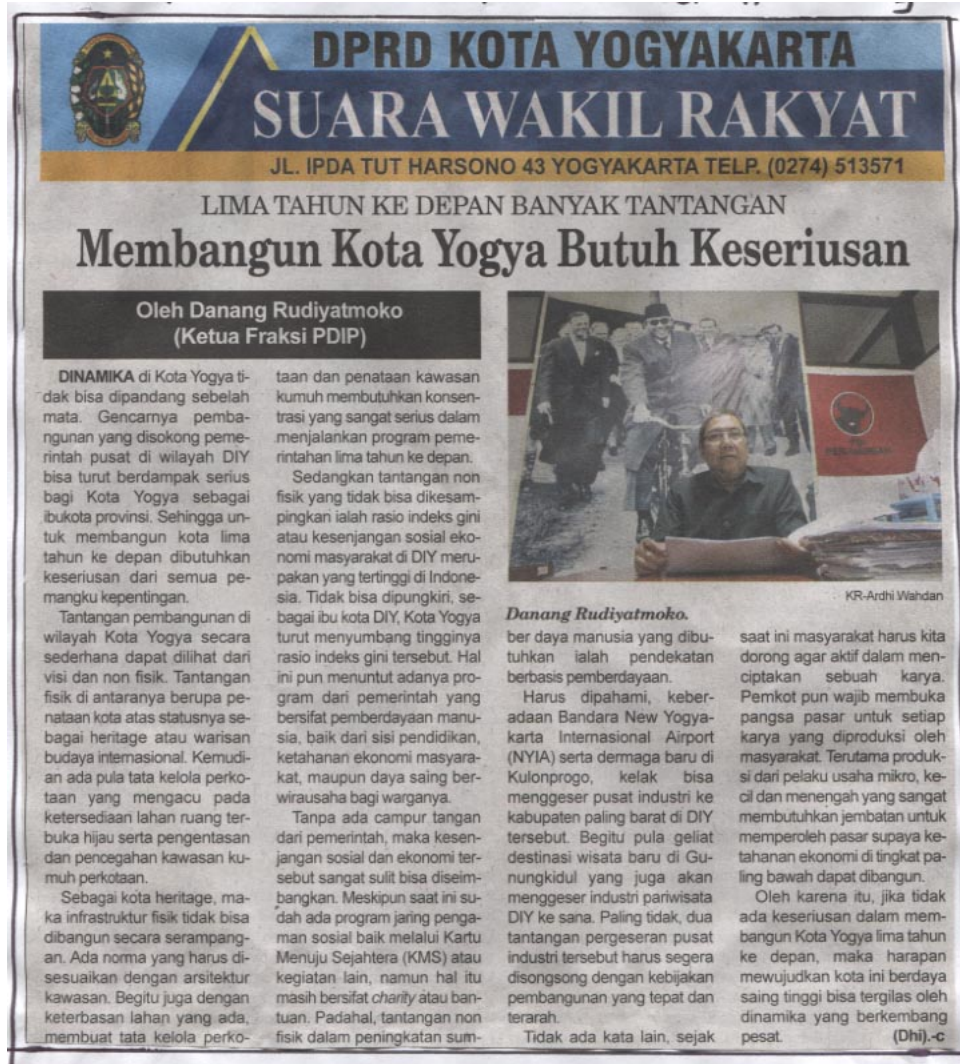 DPRD KOTA YOGYAKARTA
SUARA WAKIL RAKYAT
JL. IPDA TUT HARSONO 43 YOGYAKARTA TELP. (0274) 513571
LIMA TAHUN KE DEPAN BANYAK TANTANGAN
Membangun Kota Yogya Butuh Keseriusan
Oleh Danang Rudiyatmoko
(Ketua Fraksi PDIP)
DINAMIKA di Kota Yogya ti-
dak bisa dipandang sebelah
mata. Gencarnya pemba-
ngunan yang disokong peme-
rintah pusat di wilayah DIY
bisa turut berdampak serius
bagi Kota Yogya sebagai
ibukota provinsi. Sehingga un-
tuk membangun kota lima
tahun ke depan dibutuhkan
keseriusan dari semua pe-
mangku kepentingan.
Tantangan pembangunan di
wilayah Kota Yogya secara
sederhana dapat dilihat dari
visi dan non fisik. Tantangan
fisik di antaranya berupa pe-
nataan kota atas statusnya se-
bagai heritage atau warisan
budaya internasional. Kemudi-
an ada pula tata kelola perko-
taan yang mengacu pada
ketersediaan lahan ruang ter-
buka hijau serta pengentasan
dan pencegahan kawasan ku-
muh perkotaan.
Sebagai kota heritage, ma-
ka infrastruktur fisik tidak bisa
dibangun secara serampang-
an. Ada norma yang harus di-
sesuaikan dengan arsitektur
kawasan. Begitu juga dengan
keterbasan lahan yang ada,
membuat tata kelola perko-
taan dan penataan kawasan
kumuh membutuhkan konsen-
trasi yang sangat serius dalam
menjalankan program peme-
rintahan lima tahun ke depan.
Sedangkan tantangan non
fisik yang tidak bisa dikesam-
pingkan ialah rasio indeks gini
atau kesenjangan sosial eko-
nomi masyarakat di DIY meru-
pakan yang tertinggi di Indone-
sia. Tidak bisa dipungkiri, se-
bagai ibu kota DIY, Kota Yogya
turut menyumbang tingginya
rasio indeks gini tersebut. Hal
ini pun menuntut adanya pro-
gram dari pemerintah yang
bersifat pemberdayaan manu-
sia, baik dari sisi pendidikan,
ketahanan ekonomi masyara-
kat, maupun daya saing ber-
wirausaha bagi warganya.
Tanpa ada campur tangan
dari pemerintah, maka kesen-
jangan sosial dan ekonomi ter-
sebut sangat sulit bisa diseim-
bangkan. Meskipun saat ini su-
dah ada program jaring penga-
man sosial baik melalui Kartu
Menuju Sejahtera (KMS) atau
kegiatan lain, namun hal itu
masih bersifat charity atau ban-
tuan. Padahal, tantangan non
fisik dalam peningkatan sum-
KR-Ardhi Wahdan
Danang Rudiyatmoko.
ber daya manusia yang dibu-
tuhkan ialah pendekatan
berbasis pemberdayaan.
Harus dipahami, keber-
adaan Bandara New Yogya-
karta Internasional Airport
(NYIA) serta dermaga baru di
Kulonprogo, kelak bisa
menggeser pusat industri ke
kabupaten paling barat di DIY
tersebut. Begitu pula geliat
destinasi wisata baru di Gu-
nungkidul yang juga akan
menggeser industri pariwisata
DIY ke sana. Paling tidak, dua
tantangan pergeseran pusat
industri tersebut harus segera
disongsong dengan kebijakan
pembangunan yang tepat dan
terarah.
Tidak ada kata lain, sejak
saat ini masyarakat harus kita
dorong agar aktif dalam men-
ciptakan sebuah karya.
Pemkot pun wajib membuka
pangsa pasar untuk setiap
karya yang diproduksi oleh
masyarakat. Terutama produk-
si dari pelaku usaha mikro, ke-
cil dan menengah yang sangat
membutuhkan jembatan untuk
memperoleh pasar supaya ke-
tahanan ekonomi di tingkat pa-
ling bawah dapat dibangun.
Oleh karena itu, jika tidak
ada keseriusan dalam mem-
bangun Kota Yogya lima tahun
ke depan, maka harapan
mewujudkan kota ini berdaya
saing tinggi bisa tergilas oleh
dinamika yang berkembang
pesat. (Dhi).-c